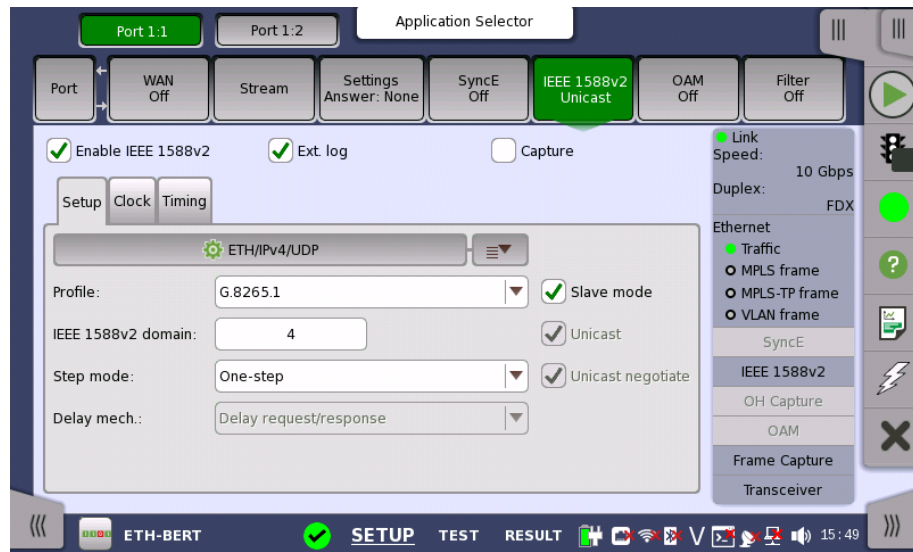 Application Selector
Port 1:1
Port 1:2
Port
WAN
Off
Stream
Settings
Answer: None
SyncE
Off
IEEE 1588v2
Unicast
OAM
Off
Filter
Off
Enable IEEE 1588v2
Ext. log
Capture
Setup
Clock
Timing
ETH/IPv4/UDP
Profile:
G.8265.1
Slave mode
IEEE 1588v2 domain:
4
Unicast
Step mode:
One-step
Unicast negotiate
Delay mech.:
Delay request/response
Link
Speed:
10 Gbps
Duplex:
FDX
Ethernet
Traffic
MPLS frame
MPLS-TP frame
VLAN frame
SyncE
IEEE 1588v2
OH Capture
OAM
Frame Capture
Transceiver
ETH-BERT
SETUP
TEST
RESULT
V
15:49